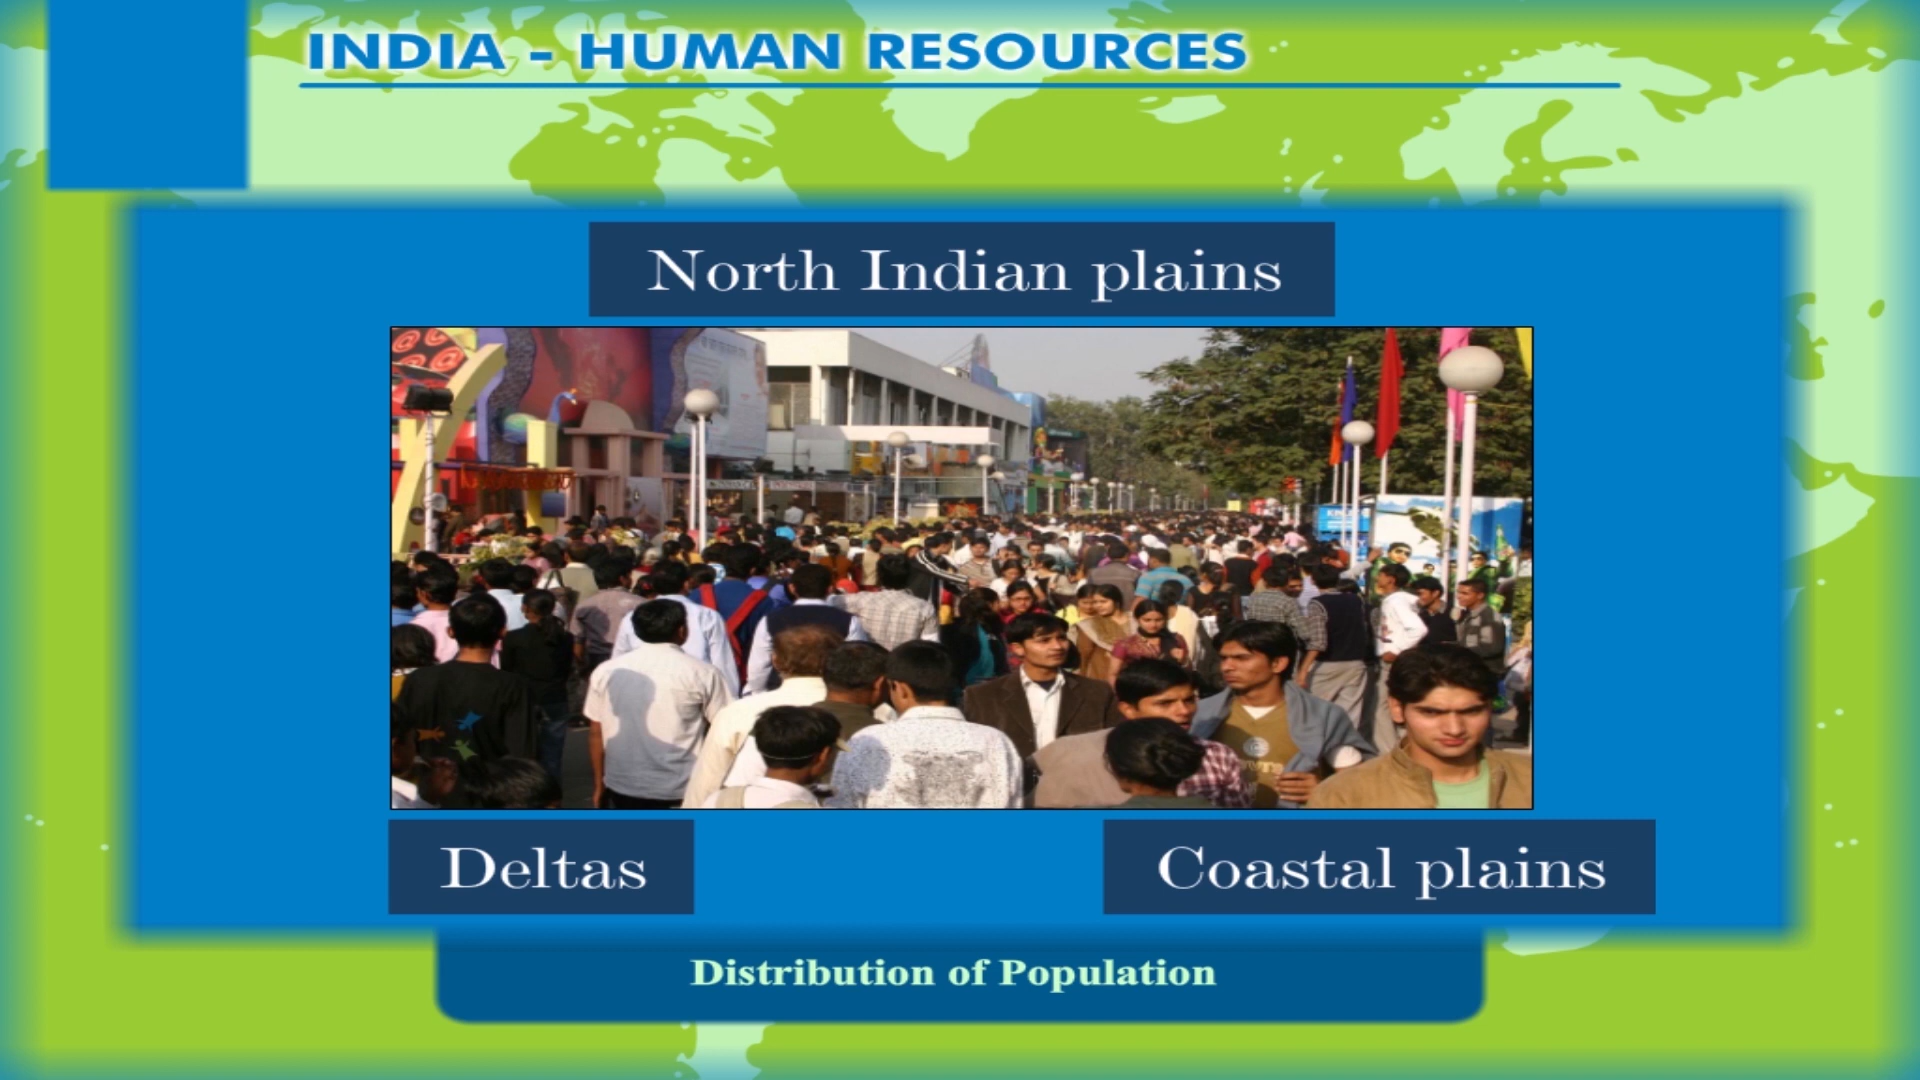 INDIA - HUMAN RESOURCES
North Indian plains
Deltas
Coastal plains
Distribution of Population